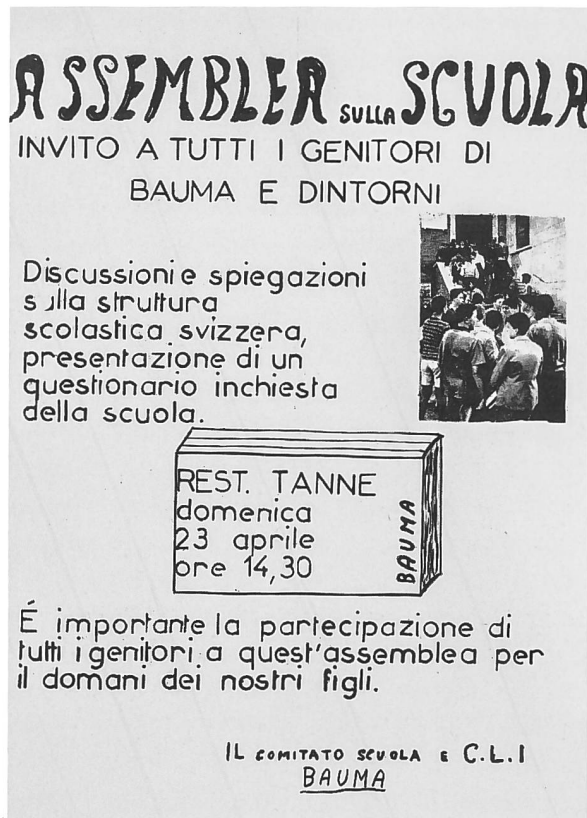 ASSEMBLEA SULLA SCUOLA
INVITO A TUTTI I GENITORI DI
BAUMA E DINTORNI
Discussioni e spiegazioni
sulla struttura
scolastica svizzera,
presentazione di un
questionario inchiesta
della scuola.
REST. TANNE
domenica
23 aprile
ore 14,30
BAUMA
É importante la partecipazione di
tutti i genitori a quest'assemblea per
il domani dei nostri figli.
IL COMITATO SCUOLA E C.L.I
BAUMA